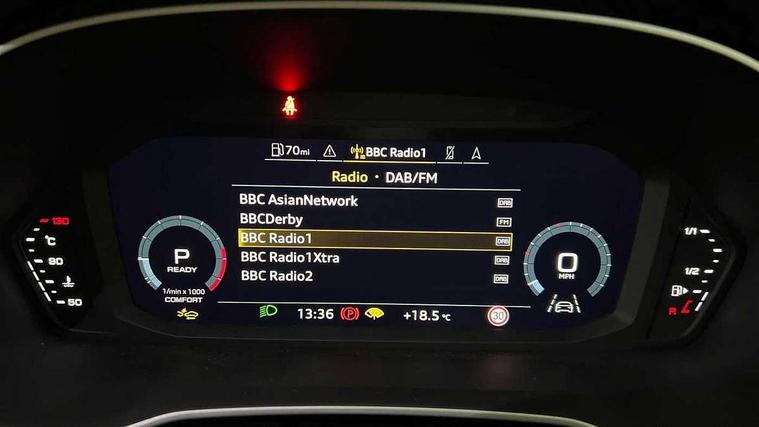 70mi BBC Radio1
Radio · DAB/FM
BBC AsianNetwork DAB
BBCDerby FM
BBC Radio1 DAB
BBC Radio1Xtra DAB
BBC Radio2 DAB
130
°C
90
50
P
READY
1/min x 1000
COMFORT
0
MPH
1/1
1/2
R
13:36 (P) +18.5 °C 30